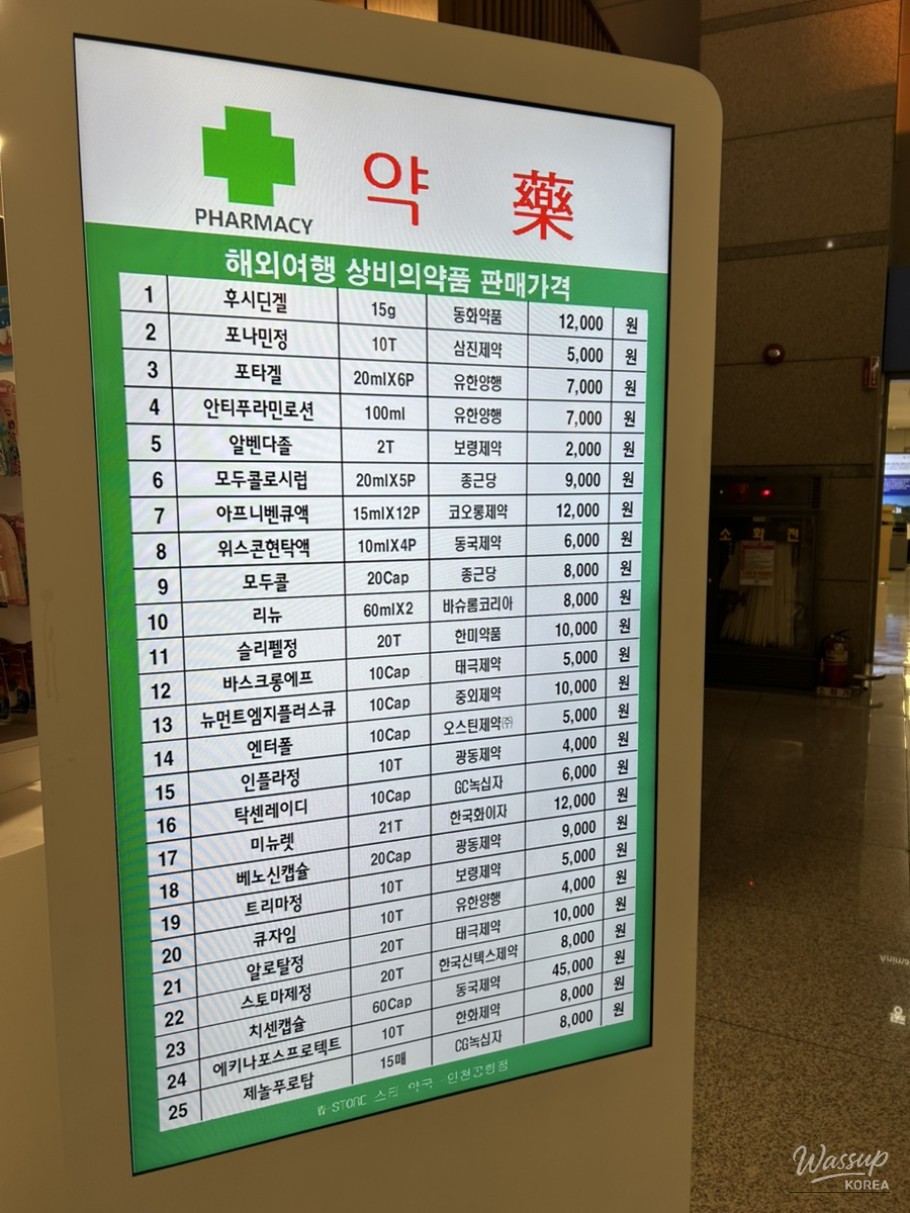 PHARMACY
약 藥
해외여행 상비의약품 판매가격
1 후시딘겔 15g 동화약품 12,000 원
2 포나민정 10T 삼진제약 5,000 원
3 포타겔 20mlX6P 유한양행 7,000 원
4 안티푸라민로션 100ml 유한양행 7,000 원
5 알벤다졸 2T 보령제약 2,000 원
6 모두콜로시럽 20mlX5P 종근당 9,000 원
7 아프니벤큐액 15mlX12P 코오롱제약 12,000 원
8 위스콘현탁액 10mlX4P 동국제약 6,000 원
9 모두콜 20Cap 종근당 8,000 원
10 리뉴 60mlX2 바슈롬코리아 8,000 원
11 슬리펠정 20T 한미약품 10,000 원
12 바스크롱에프 10Cap 태극제약 5,000 원
13 뉴먼트엠지플러스큐 10Cap 중외제약 10,000 원
14 엔터폴 10Cap 오스틴제약㈜ 5,000 원
15 인플라정 10T 광동제약 4,000 원
16 탁센레이디 10Cap GC녹십자 6,000 원
17 미뉴렛 21T 한국화이자 12,000 원
18 베노신캡슐 20Cap 광동제약 9,000 원
19 트리마정 10T 보령제약 5,000 원
20 큐자임 10T 유한양행 4,000 원
21 알로탈정 20T 태극제약 10,000 원
22 스토마제정 20T 한국신텍스제약 8,000 원
23 치센캡슐 60Cap 동국제약 45,000 원
24 에키나포스프로텍트 10T 한화제약 8,000 원
25 제놀푸로탑 15매 CG녹십자 8,000 원
약국
소화전
Wassup
KOREA